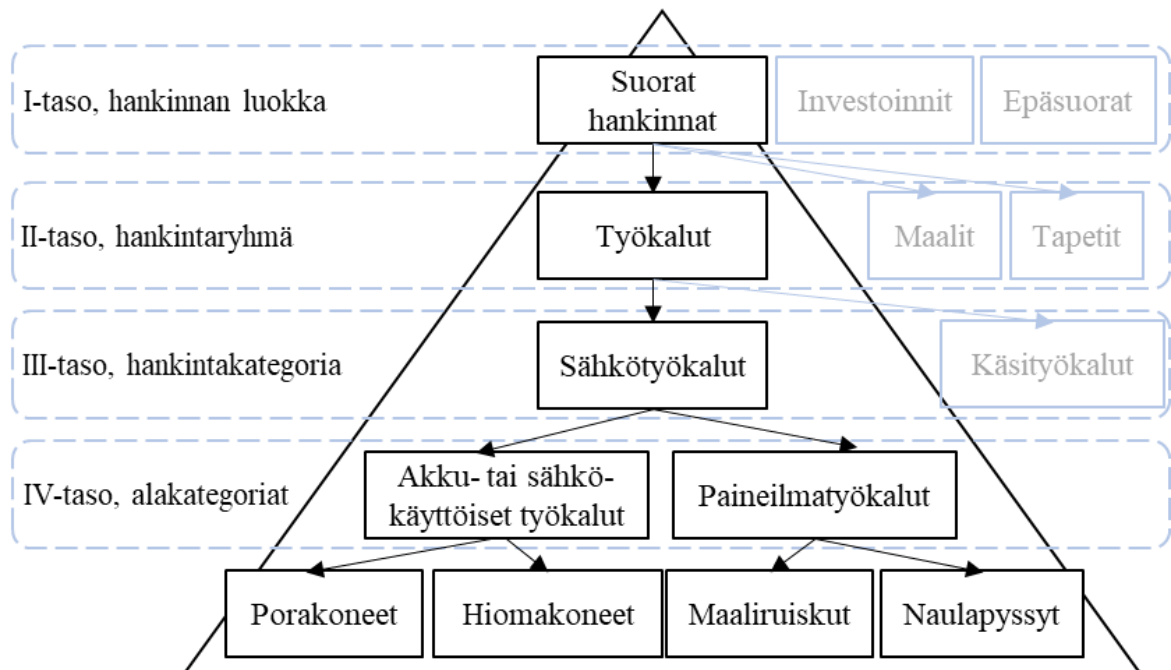 I-taso, hankinnan luokka
Suorat
hankinnat
Investoinnit
Epäsuorat
II-taso, hankintaryhmä
Työkalut
Maalit
Tapetit
III-taso, hankintakategoria
Sähkötyökalut
Käsityökalut
IV-taso, alakategoriat
Akku- tai sähkö-
käyttöiset työkalut
Paineilmatyökalut
Porakoneet
Hiomakoneet
Maaliruiskut
Naulapyssyt